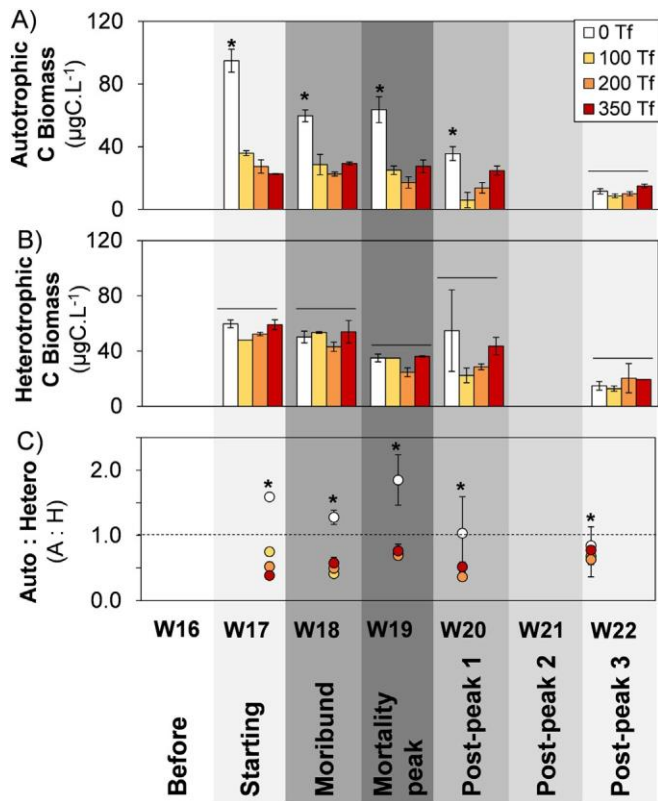 A)
Autotrophic
C Biomass
(µgC.L-1)
120
80
40
0
*
*
*
*
0 Tf
100 Tf
200 Tf
350 Tf
B)
Heterotrophic
C Biomass
(µgC.L-1)
120
80
40
0
C)
Auto : Hetero
(A : H)
2.0
1.0
0.0
*
*
*
*
*
W16
W17
W18
W19
W20
W21
W22
Before
Starting
Moribund
Mortality
peak
Post-peak 1
Post-peak 2
Post-peak 3